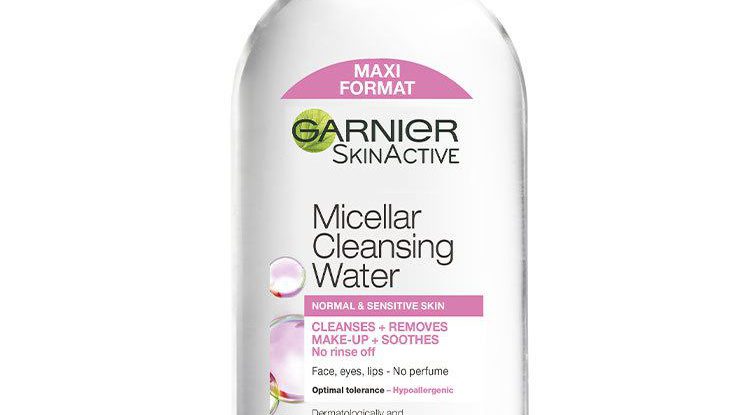 MAXI
FORMAT
GARNIER
SKINACTIVE
Micellar
Cleansing
Water
NORMAL & SENSITIVE SKIN
CLEANSES + REMOVES
MAKE-UP + SOOTHES
No rinse off
Face, eyes, lips - No perfume
Optimal tolerance – Hypoallergenic
Dermatologically and